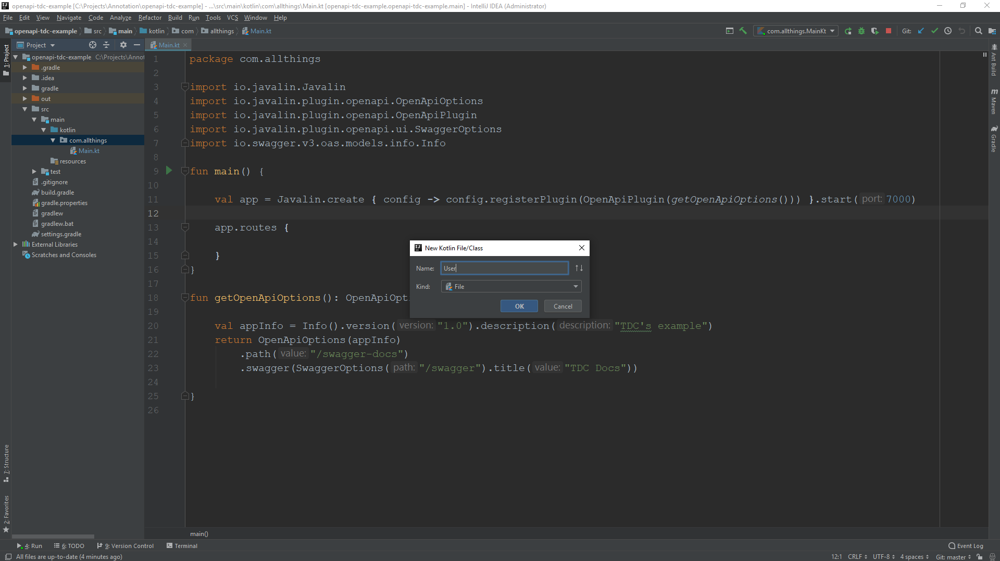 openapi-tdc-example [C:\Projects\Annotation\openapi-tdc-example] - ...\src\main\kotlin\com\allthings\Main.kt [openapi-tdc-example.openapi-tdc-example.main] - IntelliJ IDEA (Administrator)
File Edit View Navigate Code Analyze Refactor Build Run Tools VCS Window Help
openapi-tdc-example src main kotlin com allthings Main.kt com.allthings.MainKt Git:
Project
Main.kt
1: Project
openapi-tdc-example C:\Projects\Annot
.gradle
.idea
gradle
out
src
main
kotlin
com.allthings
Main.kt
resources
test
.gitignore
build.gradle
gradle.properties
gradlew
gradlew.bat
settings.gradle
External Libraries
Scratches and Consoles
7: Structure
2: Favorites
1 package com.allthings
2
3 import io.javalin.Javalin
4 import io.javalin.plugin.openapi.OpenApiOptions
5 import io.javalin.plugin.openapi.OpenApiPlugin
6 import io.javalin.plugin.openapi.ui.SwaggerOptions
7 import io.swagger.v3.oas.models.info.Info
8
9 fun main() {
10
11 val app = Javalin.create { config -> config.registerPlugin(OpenApiPlugin(getOpenApiOptions())) }.start( port: 7000)
12
13 app.routes {
14
15 }
16 }
17
18 fun getOpenApiOptions(): OpenApiOpt
19
20 val appInfo = Info().version( version: "1.0").description( description: "TDC's example")
21 return OpenApiOptions(appInfo)
22 .path( value: "/swagger-docs")
23 .swagger(SwaggerOptions( path: "/swagger").title( value: "TDC Docs"))
24
25 }
26
New Kotlin File/Class
Name: User
Kind: File
OK Cancel
Ant Build
Maven
Gradle
main()
4: Run 6: TODO 9: Version Control Terminal Event Log
All files are up-to-date (4 minutes ago) 12:1 CRLF UTF-8 4 spaces Git: master